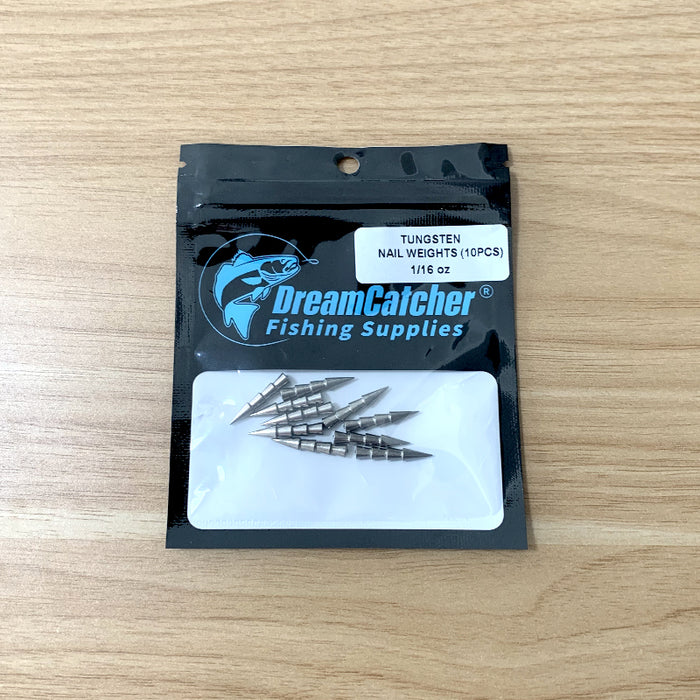 TUNGSTEN
NAIL WEIGHTS (10PCS)
1/16 oz
DreamCatcher ®
Fishing Supplies